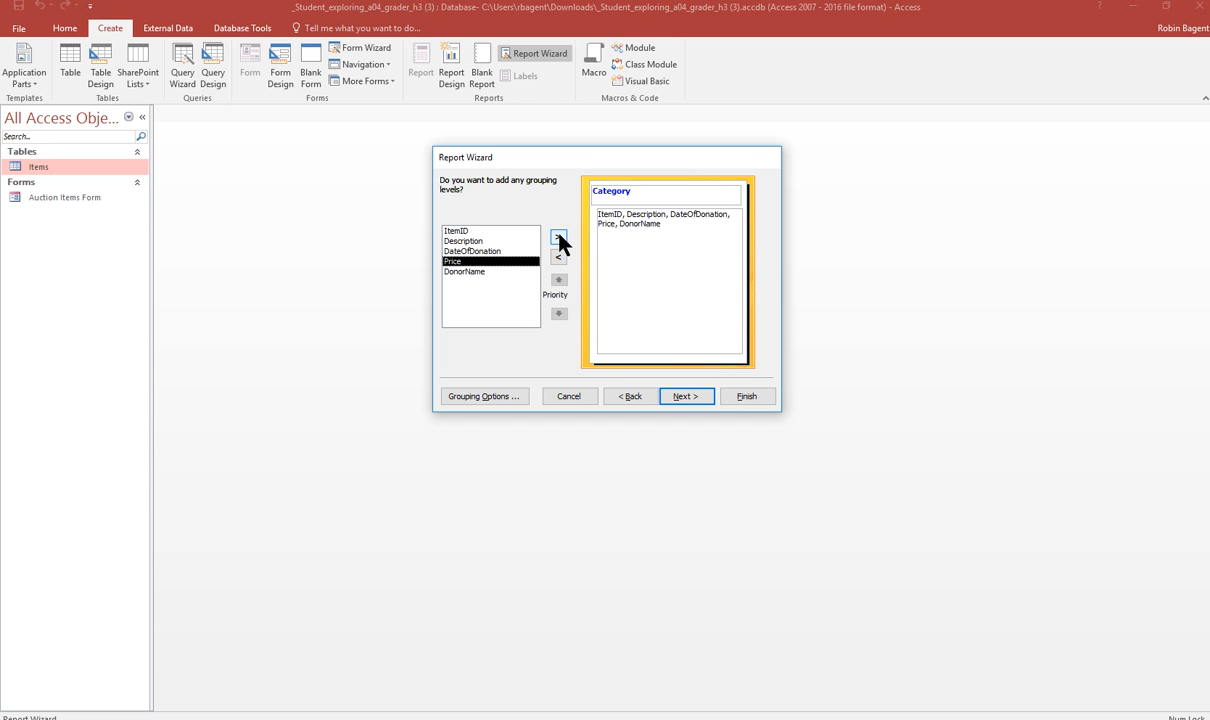 _Student_exploring_a04_grader_h3 (3) : Database- C:\Users\rbagent\Downloads\_Student_exploring_a04_grader_h3 (3).accdb (Access 2007 - 2016 file format) - Access
?
File
Home
Create
External Data
Database Tools
Tell me what you want to do...
Robin Bagent
Application Parts
Table
Table Design
SharePoint Lists
Query Wizard
Query Design
Form
Form Design
Blank Form
Form Wizard
Navigation
More Forms
Report
Report Design
Blank Report
Report Wizard
Labels
Macro
Module
Class Module
Visual Basic
Templates
Tables
Queries
Forms
Reports
Macros & Code
All Access Obje... «
Search...
Tables
Items
Forms
Auction Items Form
Report Wizard
Do you want to add any grouping
levels?
ItemID
Description
DateOfDonation
Price
DonorName
>
<
Priority
Category
ItemID, Description, DateOfDonation,
Price, DonorName
Grouping Options ...
Cancel
< Back
Next >
Finish
Report Wizard
Num Lock